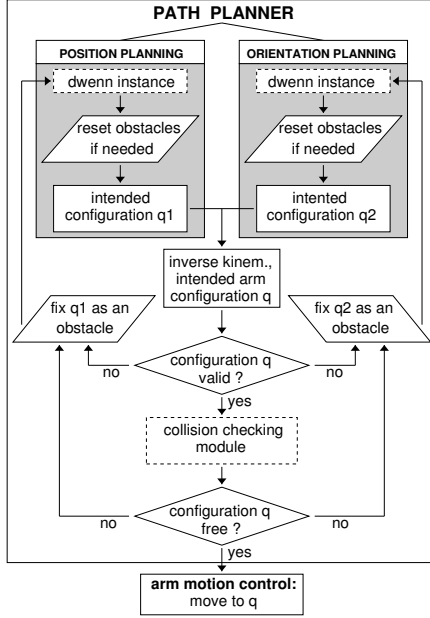 PATH PLANNER
POSITION PLANNING
ORIENTATION PLANNING
dwenn instance
dwenn instance
reset obstacles
if needed
reset obstacles
if needed
intended
configuration q1
intented
configuration q2
inverse kinem.,
intended arm
configuration q
fix q1 as an
obstacle
fix q2 as an
obstacle
configuration q
valid ?
no
no
yes
collision checking
module
configuration q
free ?
no
no
yes
arm motion control:
move to q